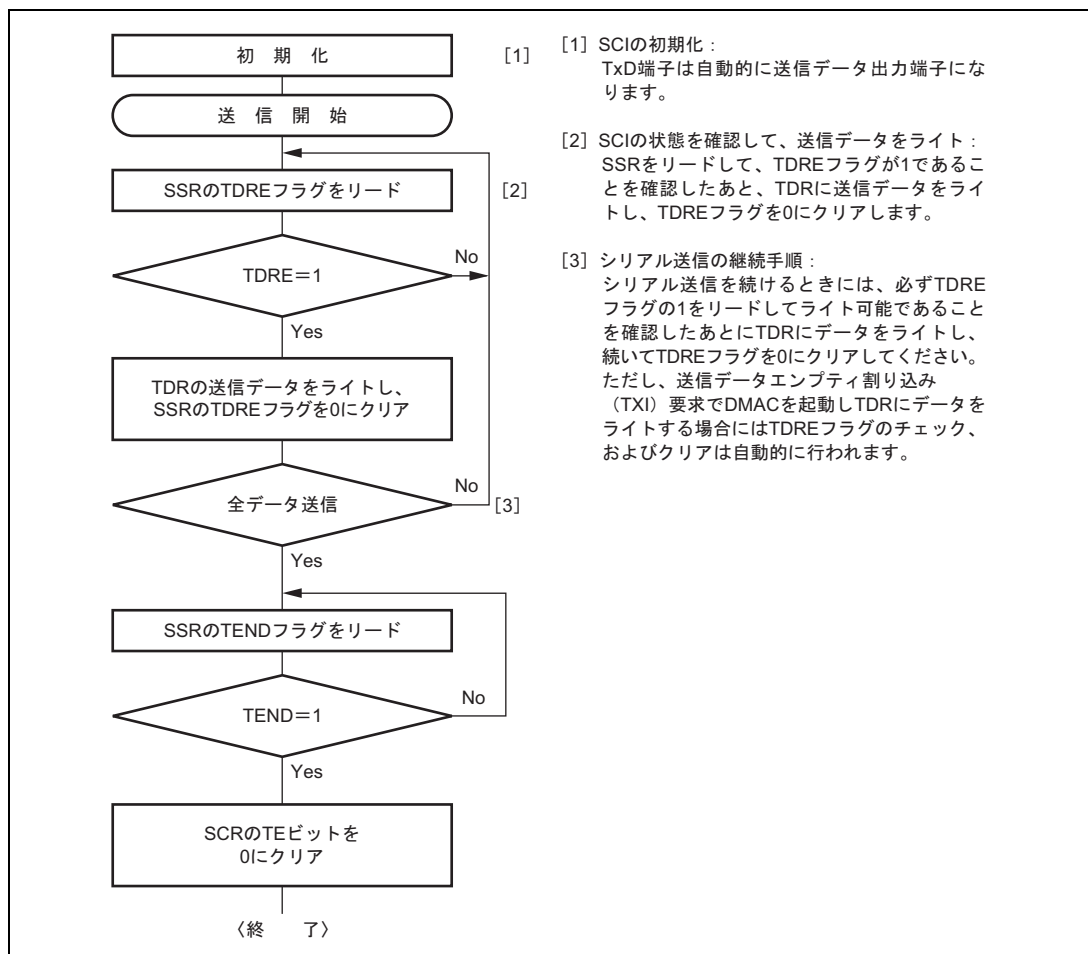 初 期 化
[1]
送 信 開 始
SSRのTDREフラグをリード
[2]
TDRE＝1
No
Yes
TDRの送信データをライトし、
SSRのTDREフラグを0にクリア
全データ送信
No
[3]
Yes
SSRのTENDフラグをリード
TEND＝1
No
Yes
SCRのTEビットを
0にクリア
〈終 了〉
[1] SCIの初期化：
TxD端子は自動的に送信データ出力端子にな
ります。
[2] SCIの状態を確認して、送信データをライト：
SSRをリードして、TDREフラグが1であるこ
とを確認したあと、TDRに送信データをライ
トし、TDREフラグを0にクリアします。
[3] シリアル送信の継続手順：
シリアル送信を続けるときには、必ずTDRE
フラグの1をリードしてライト可能であること
を確認したあとにTDRにデータをライトし、
続いてTDREフラグを0にクリアしてください。
ただし、送信データエンプティ割り込み
（TXI）要求でDMACを起動しTDRにデータを
ライトする場合にはTDREフラグのチェック、
およびクリアは自動的に行われます。